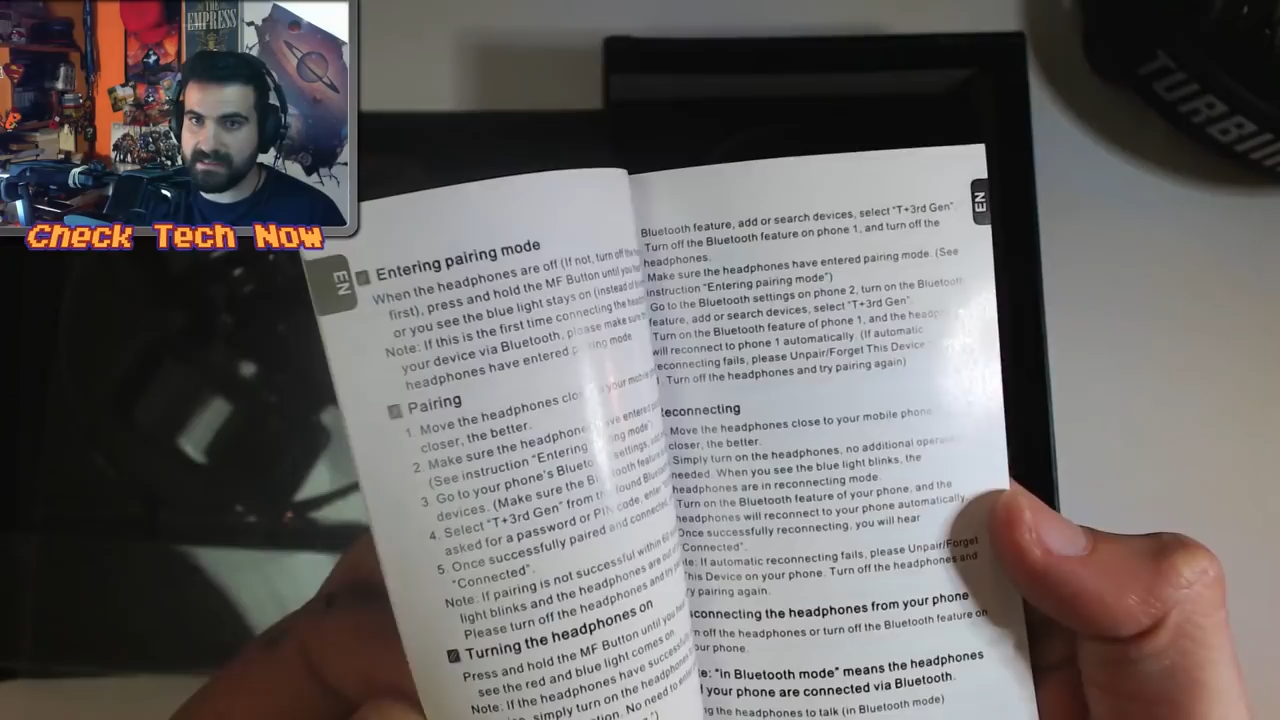 THE
EMPRESS
Check Tech Now
TURBIN
EN
Entering pairing mode
When the headphones are off (If not, turn off the
first), press and hold the MF Button until you
or you see the blue light stays on (instead of
Note: If this is the first time connecting the
your device via Bluetooth, please make sure
headphones have entered pairing mode
Pairing
1. Move the headphones your mobile
closer, the better.
2. Make sure the headphone have entered
(See instruction "Entering mode")
3 Go to your phone's settings,
devices. (Make sure the feature
4. Select "T+3rd Gen" from found
asked for a password or PIN code, enter
5. Once successfully paired and connected,
"Connected".
Note: If pairing is not successful within
light blinks and the headphones are
Please turn off the headphones and try
Turning the headphones on
Press and hold the MF Button until you
see the red and blue light comes on
Note: If the headphones have
simply turn on the
No need to
EN
Bluetooth feature, add or search devices, select "T+3rd Gen".
Turn off the Bluetooth feature on phone 1, and turn off the
headphones.
Make sure the headphones have entered pairing mode. (See
instruction "Entering pairing mode")
Go to the Bluetooth settings on phone 2, turn on the Bluetooth
feature, add or search devices, select "T+3rd Gen".
Turn on the Bluetooth feature of phone 1, and the
will reconnect to phone 1 automatically. (If automatic
reconnecting fails, please Unpair/Forget This Device
Turn off the headphones and try pairing again)
Reconnecting
Move the headphones close to your mobile phone
closer, the better.
Simply turn on the headphones, no additional
needed. When you see the blue light blinks, the
headphones are in reconnecting mode.
Turn on the Bluetooth feature of your phone, and the
headphones will reconnect to your phone automatically
Once successfully reconnecting, you will hear
"Connected".
If automatic reconnecting fails, please Unpair/Forget
This Device on your phone. Turn off the headphones and
try pairing again.
connecting the headphones from your phone
off the headphones or turn off the Bluetooth feature on
your phone.
"in Bluetooth mode" means the headphones
your phone are connected via Bluetooth.
the headphones to talk (in Bluetooth mode)